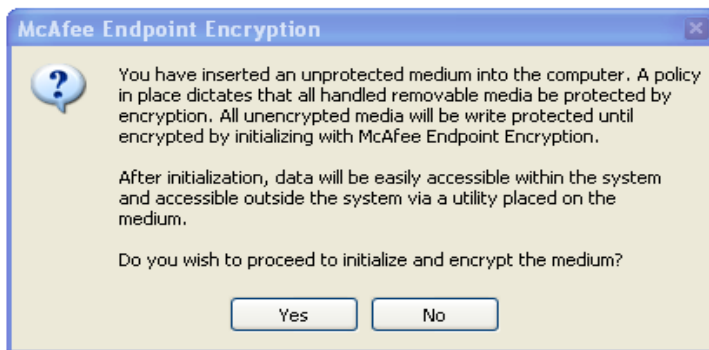 McAfee Endpoint Encryption
You have inserted an unprotected medium into the computer. A policy
in place dictates that all handled removable media be protected by
encryption. All unencrypted media will be write protected until
encrypted by initializing with McAfee Endpoint Encryption.
After initialization, data will be easily accessible within the system
and accessible outside the system via a utility placed on the
medium.
Do you wish to proceed to initialize and encrypt the medium?
Yes No